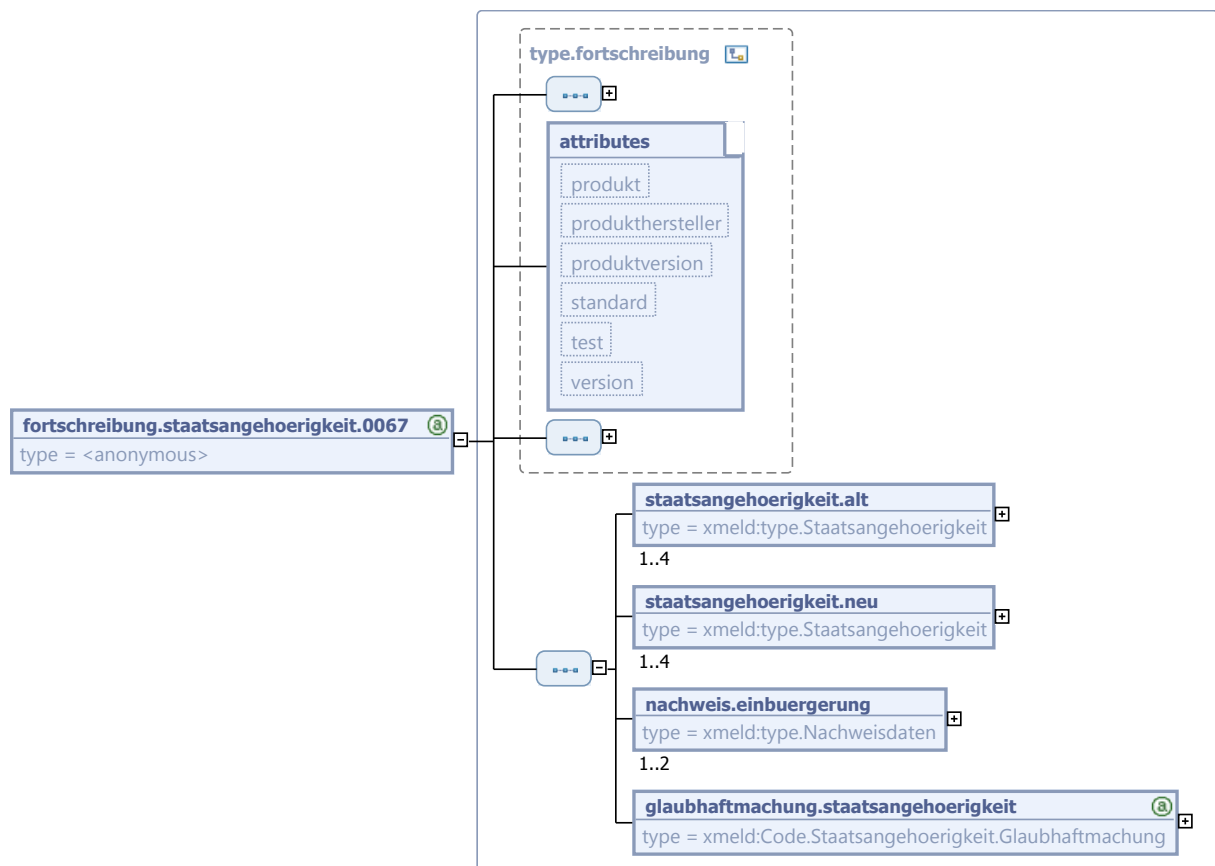 type.fortschreibung
attributes
produkt
produkthersteller
produktversion
standard
test
version
fortschreibung.staatsangehoerigkeit.0067
type = <anonymous>
staatsangehoerigkeit.alt
type = xmeld:type.Staatsangehoerigkeit
1..4
staatsangehoerigkeit.neu
type = xmeld:type.Staatsangehoerigkeit
1..4
nachweis.einbuergerung
type = xmeld:type.Nachweisdaten
1..2
glaubhaftmachung.staatsangehoerigkeit
type = xmeld:Code.Staatsangehoerigkeit.Glaubhaftmachung